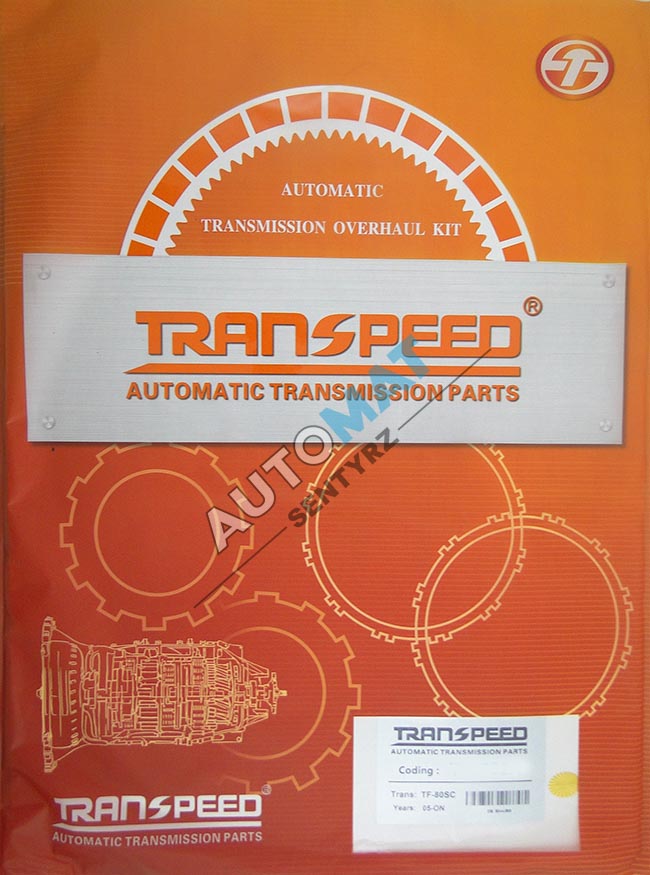 AUTOMATIC
TRANSMISSION OVERHAUL KIT
TRANSPEED®
AUTOMATIC TRANSMISSION PARTS
AUTOMAT
SENTYRZ
TRANSPEED
AUTOMATIC TRANSMISSION PARTS
Coding :
Trans: TF-80SC
Years: 05-ON
TRANSPEED®
AUTOMATIC TRANSMISSION PARTS